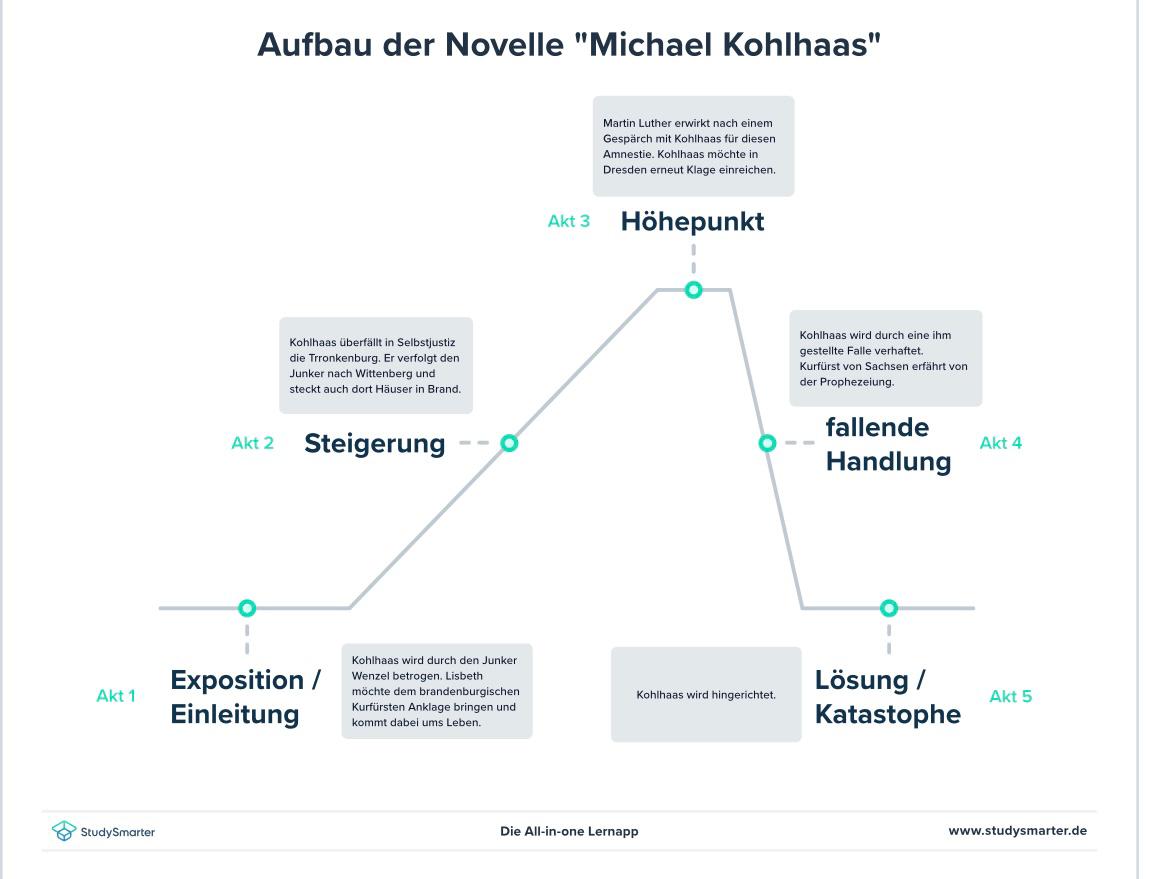 Aufbau der Novelle "Michael Kohlhaas"
Martin Luther erwirkt nach einem
Gespärch mit Kohlhaas für diesen
Amnestie. Kohlhaas möchte in
Dresden erneut Klage einreichen.
Akt 3
Höhepunkt
Kohlhaas überfällt in Selbstjustiz
die Trronkenburg. Er verfolgt den
Junker nach Wittenberg und
steckt auch dort Häuser in Brand.
Akt 2
Steigerung
Kohlhaas wird durch eine ihm
gestellte Falle verhaftet.
Kurfürst von Sachsen erfährt von
der Prophezeiung.
fallende
Handlung
Akt 4
Akt 1
Exposition /
Einleitung
Kohlhaas wird durch den Junker
Wenzel betrogen. Lisbeth
möchte dem brandenburgischen
Kurfürsten Anklage bringen und
kommt dabei ums Leben.
Kohlhaas wird hingerichtet.
Lösung /
Katastophe
Akt 5
StudySmarter
Die All-in-one Lernapp
www.studysmarter.de